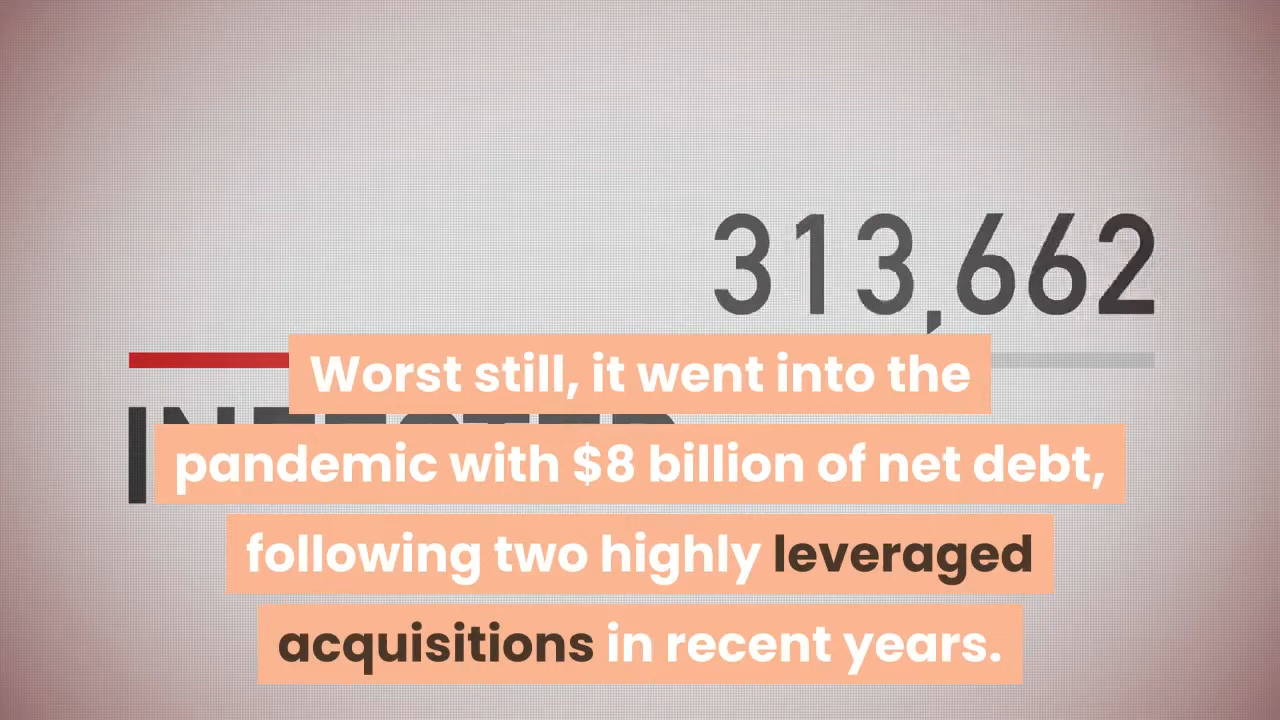 313,662
Worst still, it went into the
pandemic with $8 billion of net debt,
following two highly leveraged
acquisitions in recent years.